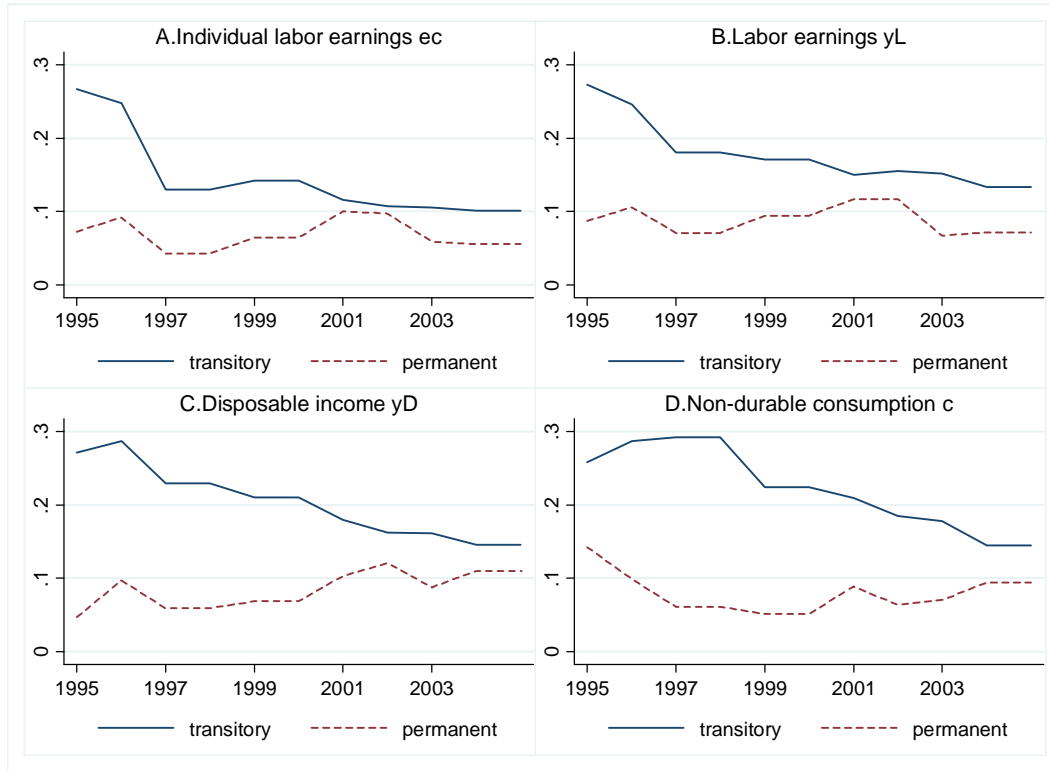 A.Individual labor earnings ec
.3
.2
.1
0
1995 1997 1999 2001 2003
transitory permanent
B.Labor earnings yL
.3
.2
.1
0
1995 1997 1999 2001 2003
transitory permanent
C.Disposable income yD
.3
.2
.1
0
1995 1997 1999 2001 2003
transitory permanent
D.Non-durable consumption c
.3
.2
.1
0
1995 1997 1999 2001 2003
transitory permanent